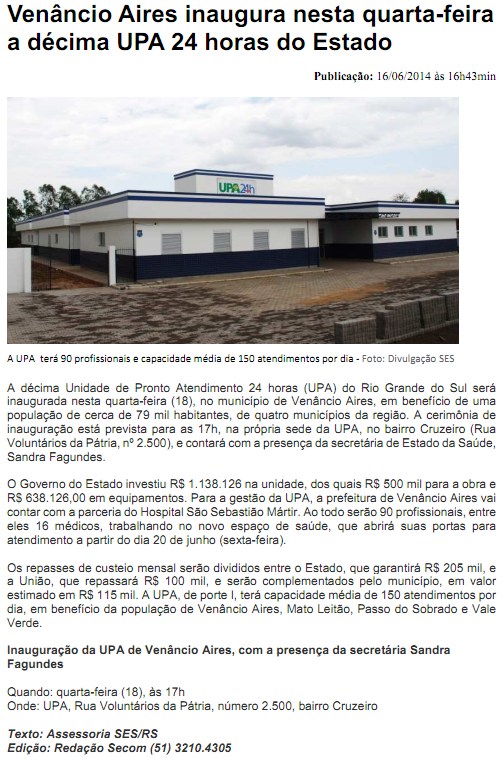 Venâncio Aires inaugura nesta quarta-feira
a décima UPA 24 horas do Estado
Publicação: 16/06/2014 às 16h43min
UPA24h
A UPA  terá 90 profissionais e capacidade média de 150 atendimentos por dia - Foto: Divulgação SES
A décima Unidade de Pronto Atendimento 24 horas (UPA) do Rio Grande do Sul será
inaugurada nesta quarta-feira (18), no município de Venâncio Aires, em benefício de uma
população de cerca de 79 mil habitantes, de quatro municípios da região. A cerimônia de
inauguração está prevista para as 17h, na própria sede da UPA, no bairro Cruzeiro (Rua
Voluntários da Pátria, nº 2.500), e contará com a presença da secretária de Estado da Saúde,
Sandra Fagundes.
O Governo do Estado investiu R$ 1.138.126 na unidade, dos quais R$ 500 mil para a obra e
R$ 638.126,00 em equipamentos. Para a gestão da UPA, a prefeitura de Venâncio Aires vai
contar com a parceria do Hospital São Sebastião Mártir. Ao todo serão 90 profissionais, entre
eles 16 médicos, trabalhando no novo espaço de saúde, que abrirá suas portas para
atendimento a partir do dia 20 de junho (sexta-feira).
Os repasses de custeio mensal serão divididos entre o Estado, que garantirá R$ 205 mil, e
a União, que repassará R$ 100 mil, e serão complementados pelo município, em valor
estimado em R$ 115 mil. A UPA, de porte I, terá capacidade média de 150 atendimentos por
dia, em benefício da população de Venâncio Aires, Mato Leitão, Passo do Sobrado e Vale
Verde.
Inauguração da UPA de Venâncio Aires, com a presença da secretária Sandra
Fagundes
Quando: quarta-feira (18), às 17h
Onde: UPA, Rua Voluntários da Pátria, número 2.500, bairro Cruzeiro
Texto: Assessoria SES/RS
Edição: Redação Secom (51) 3210.4305